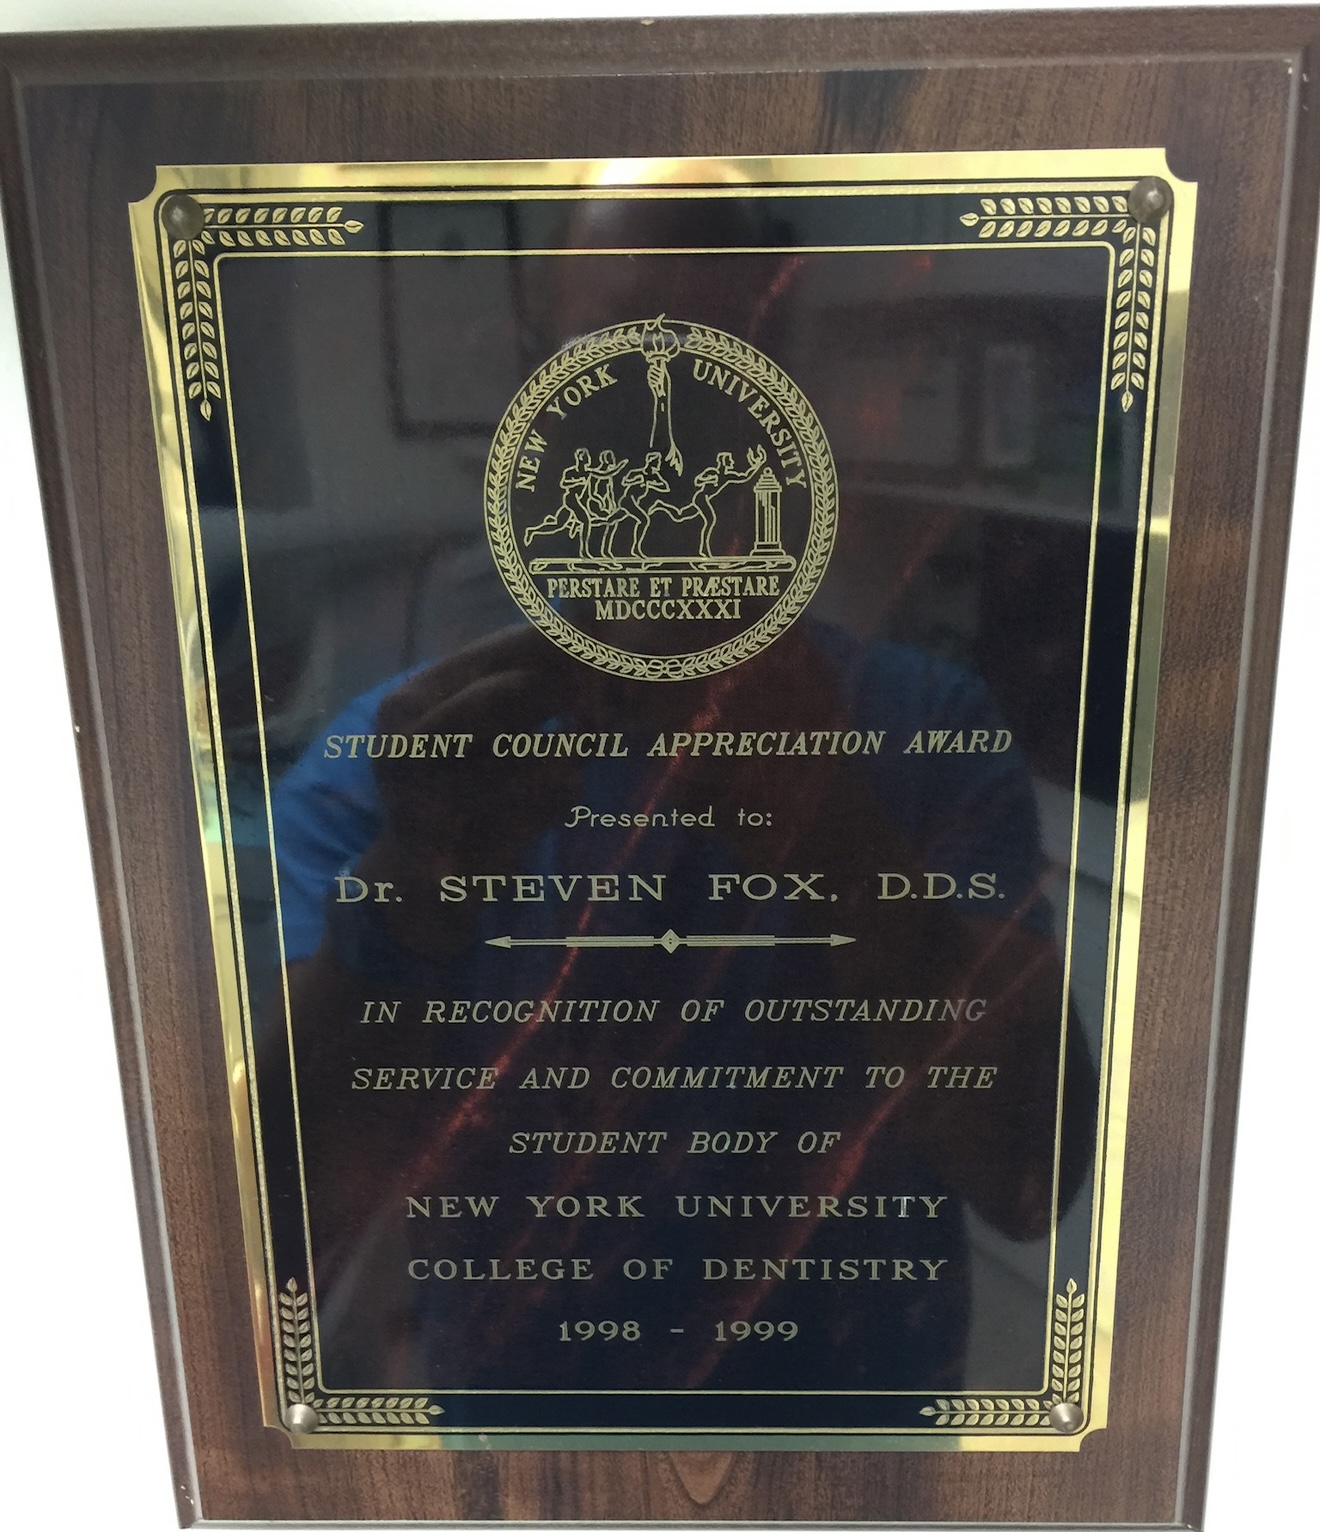 NEW YORK UNIVERSITY
PERSTARE ET PRÆSTARE
MDCCCXXXI
STUDENT COUNCIL APPRECIATION AWARD
Presented to:
Dr. STEVEN FOX, D.D.S.
IN RECOGNITION OF OUTSTANDING
SERVICE AND COMMITMENT TO THE
STUDENT BODY OF
NEW YORK UNIVERSITY
COLLEGE OF DENTISTRY
1998 - 1999